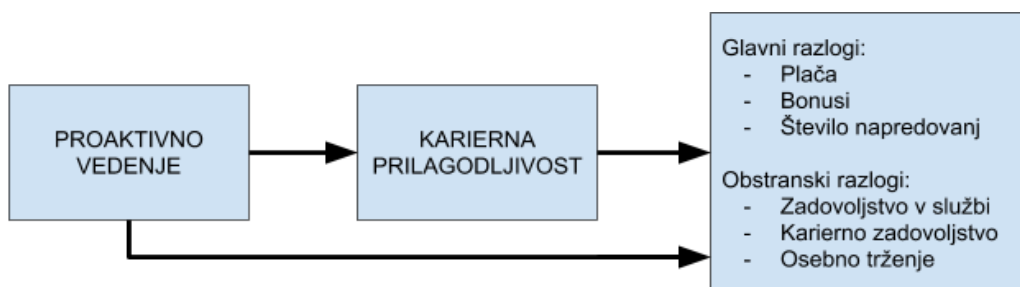 PROAKTIVNO
VEDENJE
KARIERNA
PRILAGODLJIVOST
Glavni razlogi:
- Plača
- Bonusi
- Število napredovanj
Obstranski razlogi:
- Zadovoljstvo v službi
- Karierno zadovoljstvo
- Osebno trženje